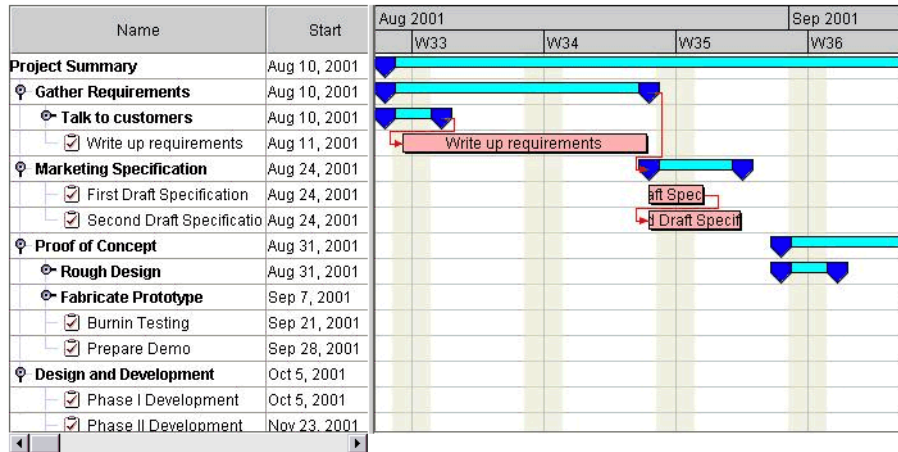 Name Start Aug 2001 Sep 2001
W33 W34 W35 W36
Project Summary Aug 10, 2001
Gather Requirements Aug 10, 2001
Talk to customers Aug 10, 2001
Write up requirements Aug 11, 2001 Write up requirements
Marketing Specification Aug 24, 2001
First Draft Specification Aug 24, 2001 aft Spec
Second Draft Specificatio Aug 24, 2001 d Draft Specif
Proof of Concept Aug 31, 2001
Rough Design Aug 31, 2001
Fabricate Prototype Sep 7, 2001
Burnin Testing Sep 21, 2001
Prepare Demo Sep 28, 2001
Design and Development Oct 5, 2001
Phase I Development Oct 5, 2001
Phase II Development Nov 23, 2001